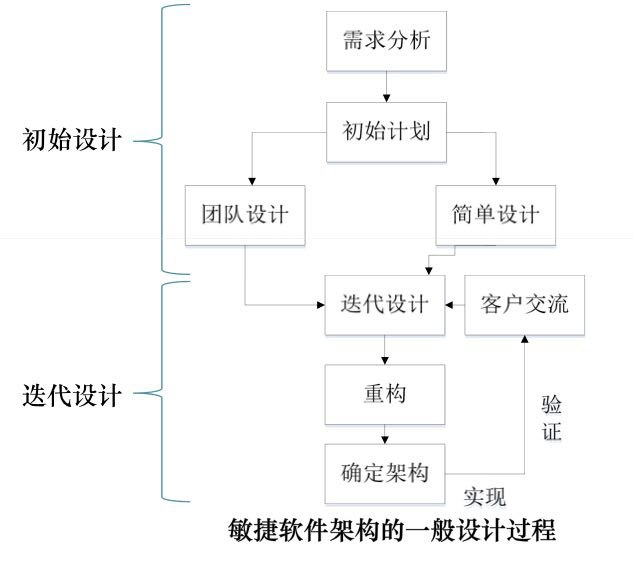 需求分析
初始设计
初始计划
团队设计
简单设计
迭代设计
客户交流
迭代设计
重构
验
证
确定架构
实现
敏捷软件架构的一般设计过程